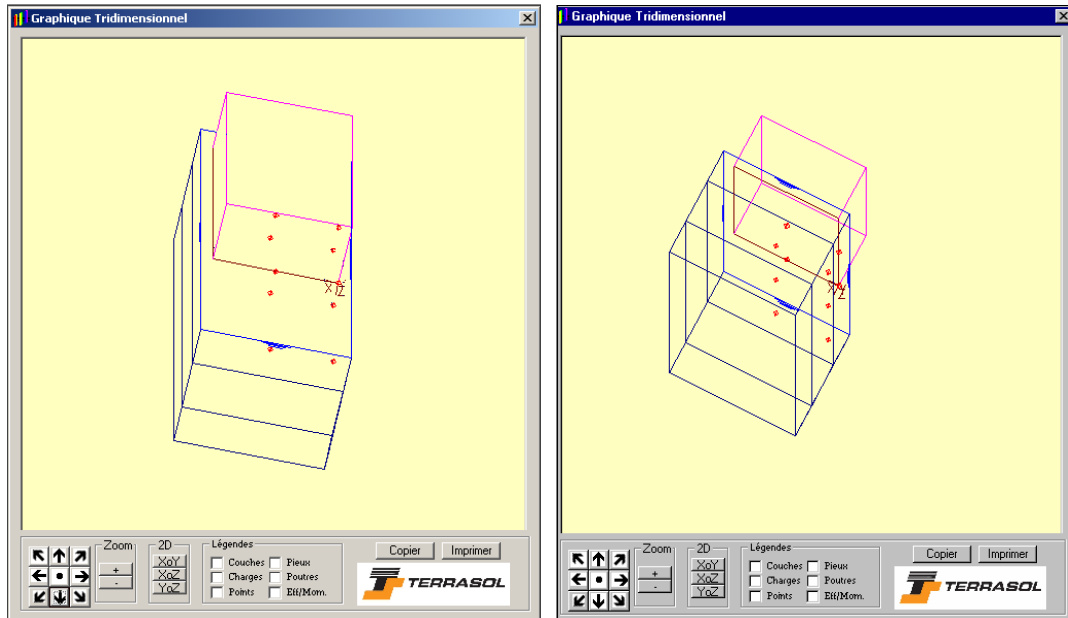 Graphique Tridimensionnel
X Y
Z
Zoom
+
-
2D
XoY
XoZ
YoZ
Légendes
Couches
Pieux
Charges
Poutres
Points
Eff/Mom.
Copier
Imprimer
TERRASOL
Graphique Tridimensionnel
X Y
Z
Zoom
+
-
2D
XoY
XoZ
YoZ
Légendes
Couches
Pieux
Charges
Poutres
Points
Eff/Mom.
Copier
Imprimer
TERRASOL